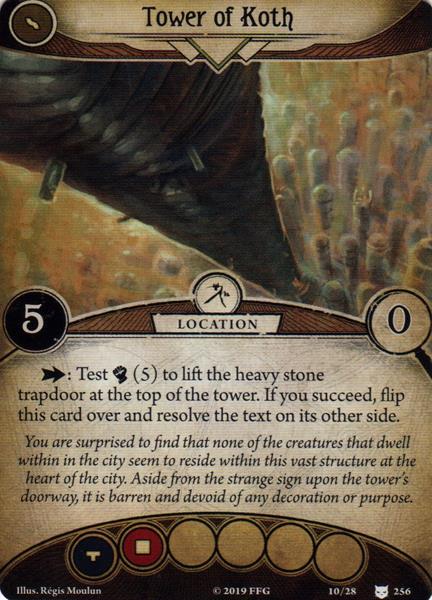 Tower of Koth
5
LOCATION
0
: Test (5) to lift the heavy stone
trapdoor at the top of the tower. If you succeed, flip
this card over and resolve the text on its other side.
You are surprised to find that none of the creatures that dwell
within in the city seem to reside within this vast structure at the
heart of the city. Aside from the strange sign upon the tower's
doorway, it is barren and devoid of any decoration or purpose.
Illus. Régis Moulun © 2019 FFG 10/28 256